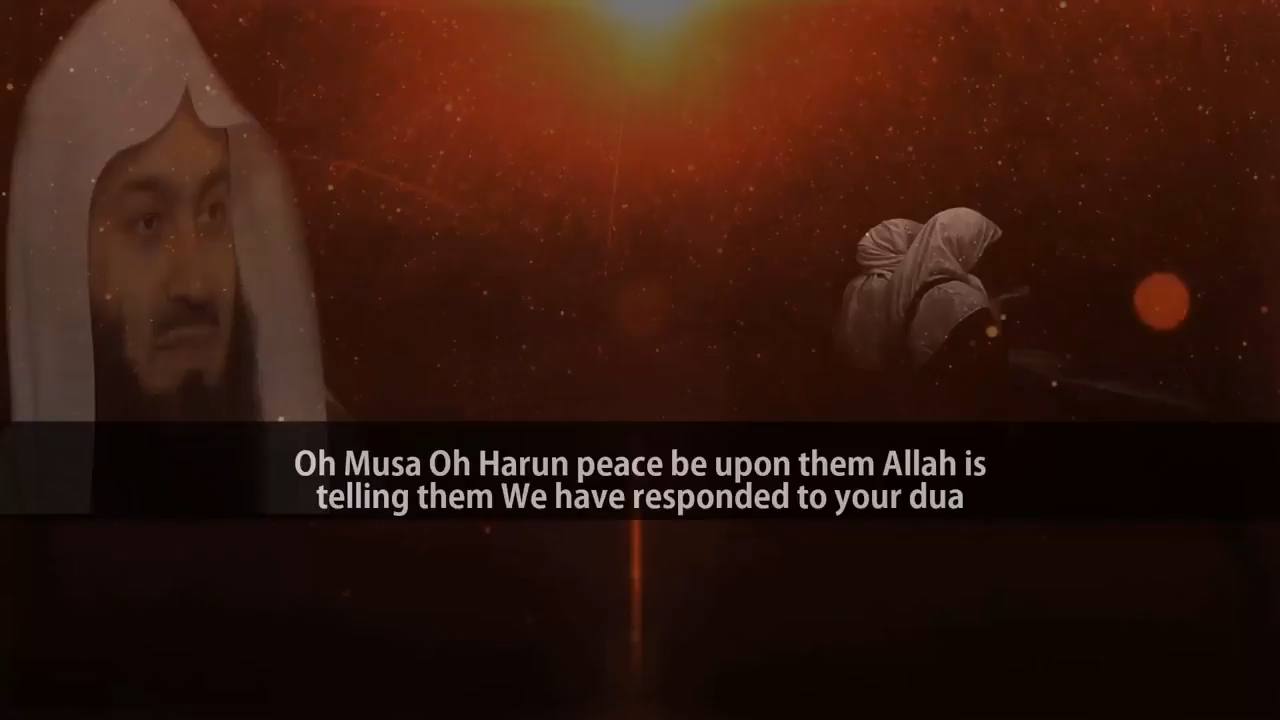 Oh Musa Oh Harun peace be upon them Allah is
telling them We have responded to your dua